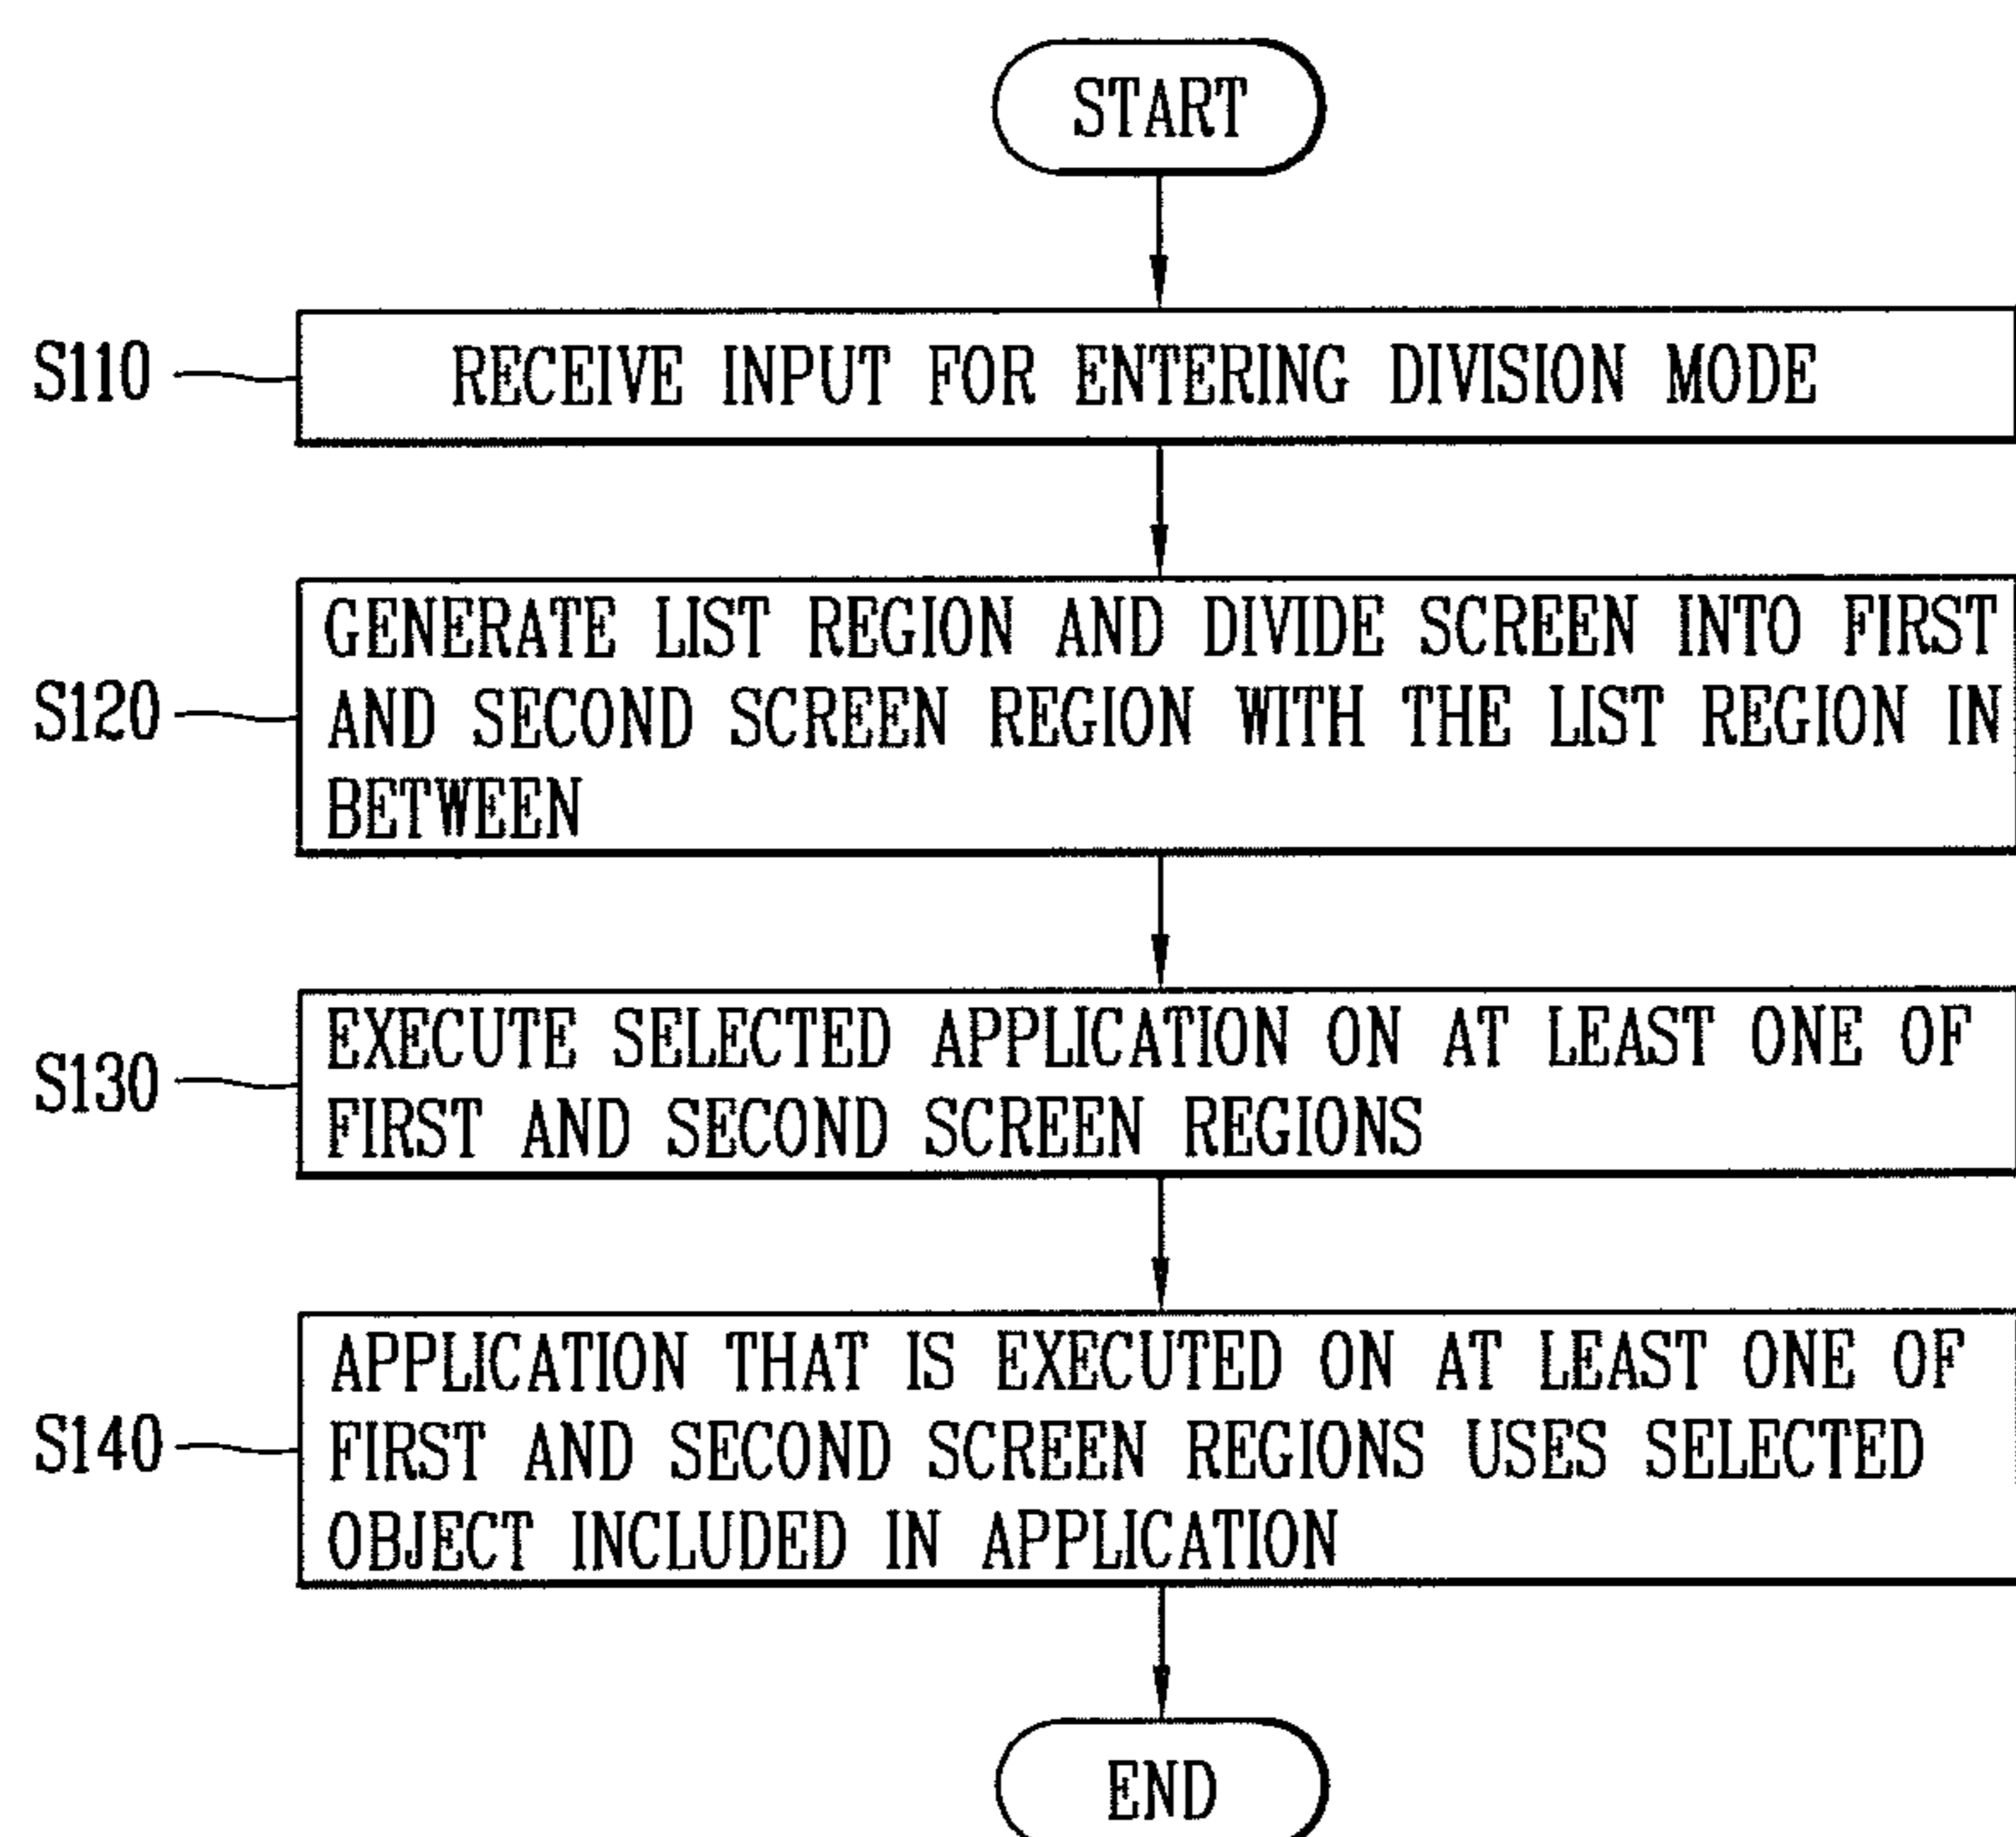 START
S110
RECEIVE INPUT FOR ENTERING DIVISION MODE
S120
GENERATE LIST REGION AND DIVIDE SCREEN INTO FIRST
AND SECOND SCREEN REGION WITH THE LIST REGION IN
BETWEEN
S130
EXECUTE SELECTED APPLICATION ON AT LEAST ONE OF
FIRST AND SECOND SCREEN REGIONS
S140
APPLICATION THAT IS EXECUTED ON AT LEAST ONE OF
FIRST AND SECOND SCREEN REGIONS USES SELECTED
OBJECT INCLUDED IN APPLICATION
END